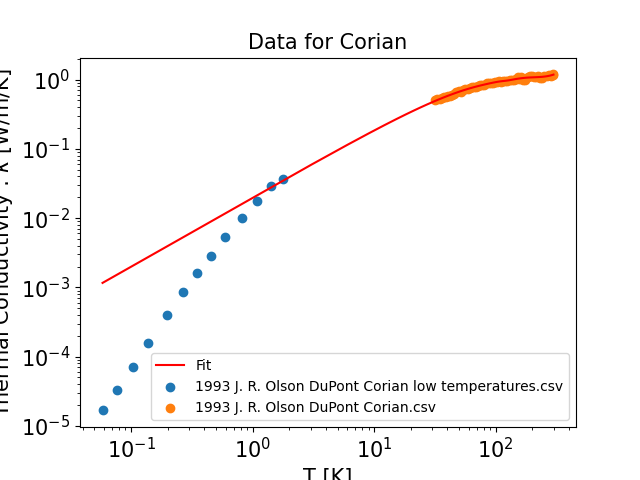 Data for Corian
Thermal Conductivity : k [W/m/K]
10⁰
10⁻¹
10⁻²
10⁻³
10⁻⁴
10⁻⁵
Fit
1993 J. R. Olson DuPont Corian low temperatures.csv
1993 J. R. Olson DuPont Corian.csv
10⁻¹
10⁰
10¹
10²
T [K]